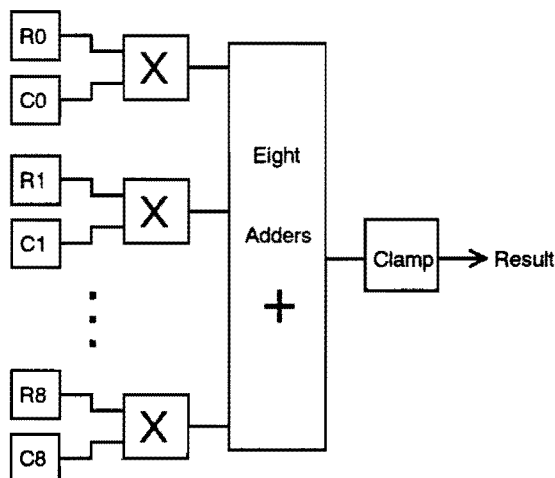 R0
X
C0
Eight
R1
X
C1
Adders
Clamp
Result
+
R8
X
C8